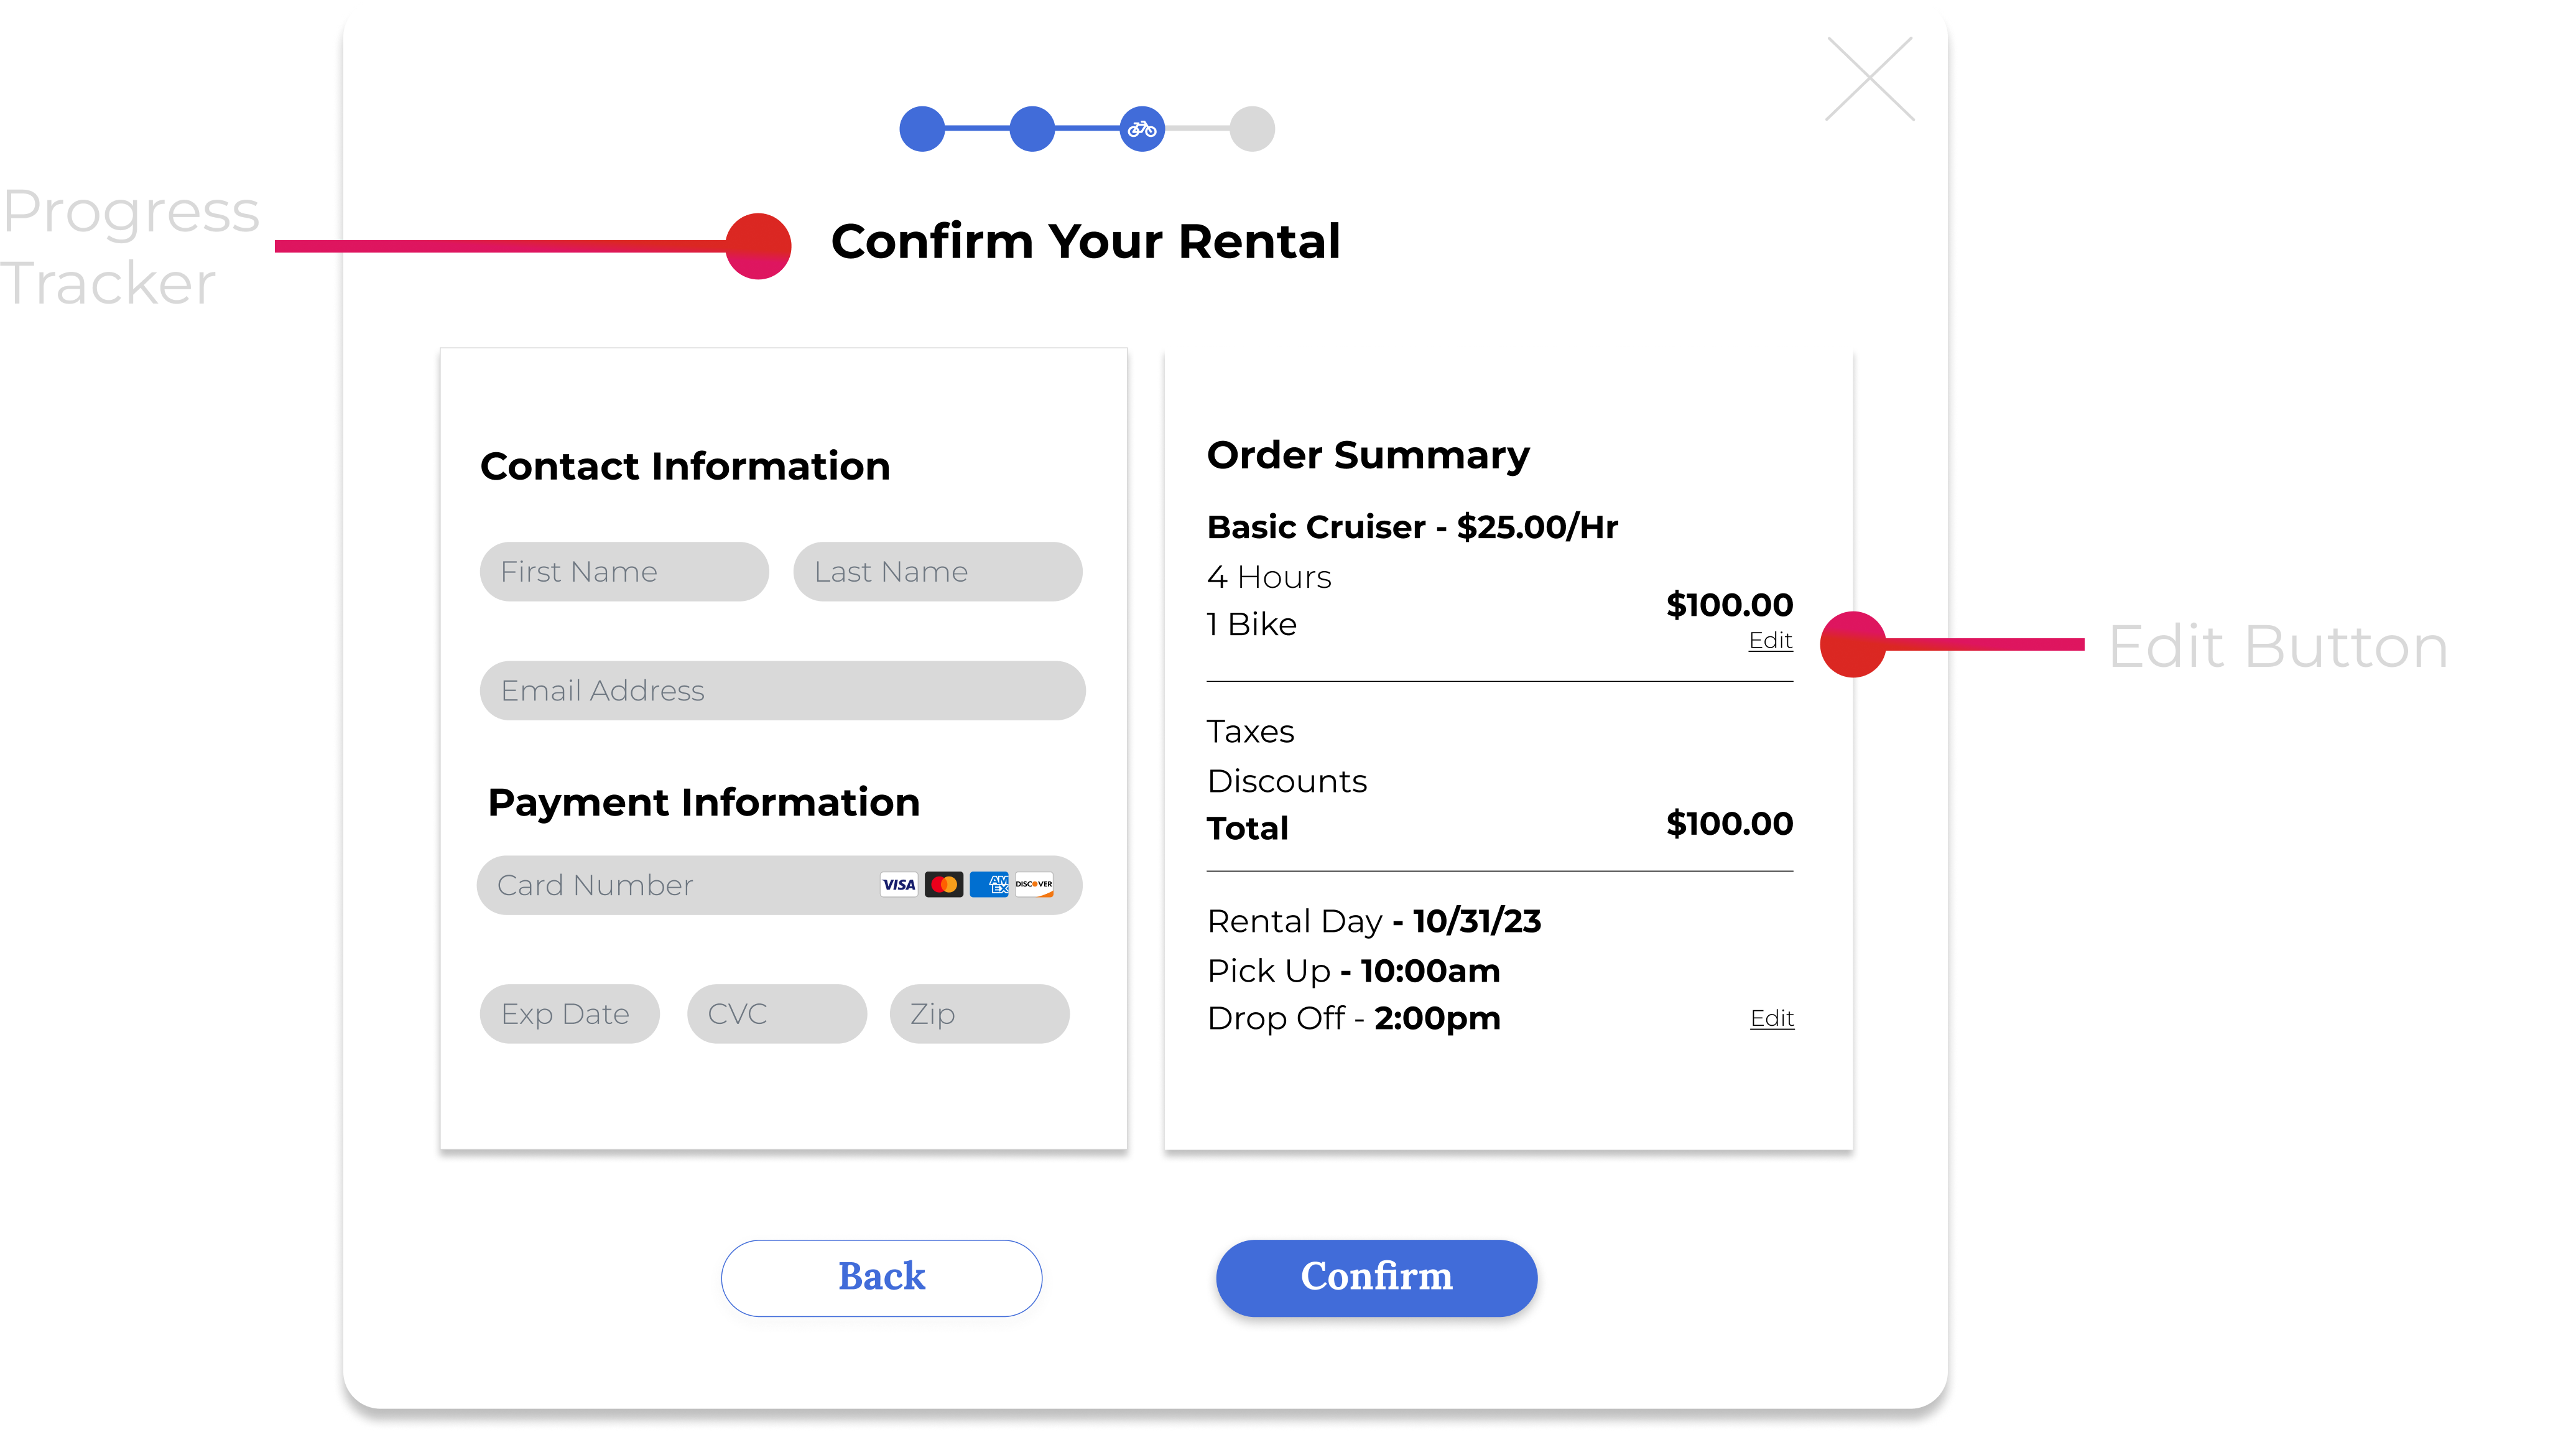 Progress
Tracker
Confirm Your Rental
Contact Information
First Name
Last Name
Email Address
Payment Information
Card Number
VISA
AM
EX
DISCOVER
Exp Date
CVC
Zip
Order Summary
Basic Cruiser - $25.00/Hr
4 Hours
1 Bike
$100.00
Edit
Edit Button
Taxes
Discounts
Total
$100.00
Rental Day - 10/31/23
Pick Up - 10:00am
Drop Off - 2:00pm
Edit
Back
Confirm